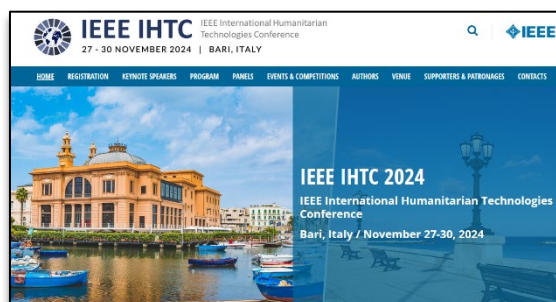 IEEE IHTC
IEEE International Humanitarian
Technologies
Conference
27 - 30 NOVEMBER 2024 | BARI, ITALY
IEEE
HOME REGISTRATION KEYNOTE SPEAKERS PROGRAM PANELS EVENTS & COMPETITIONS AUTHORS VENUE SUPPORTERS & PATRONAGES CONTACTS
IEEE IHTC 2024
IEEE International Humanitarian Technologies
Conference
Bari, Italy / November 27-30, 2024